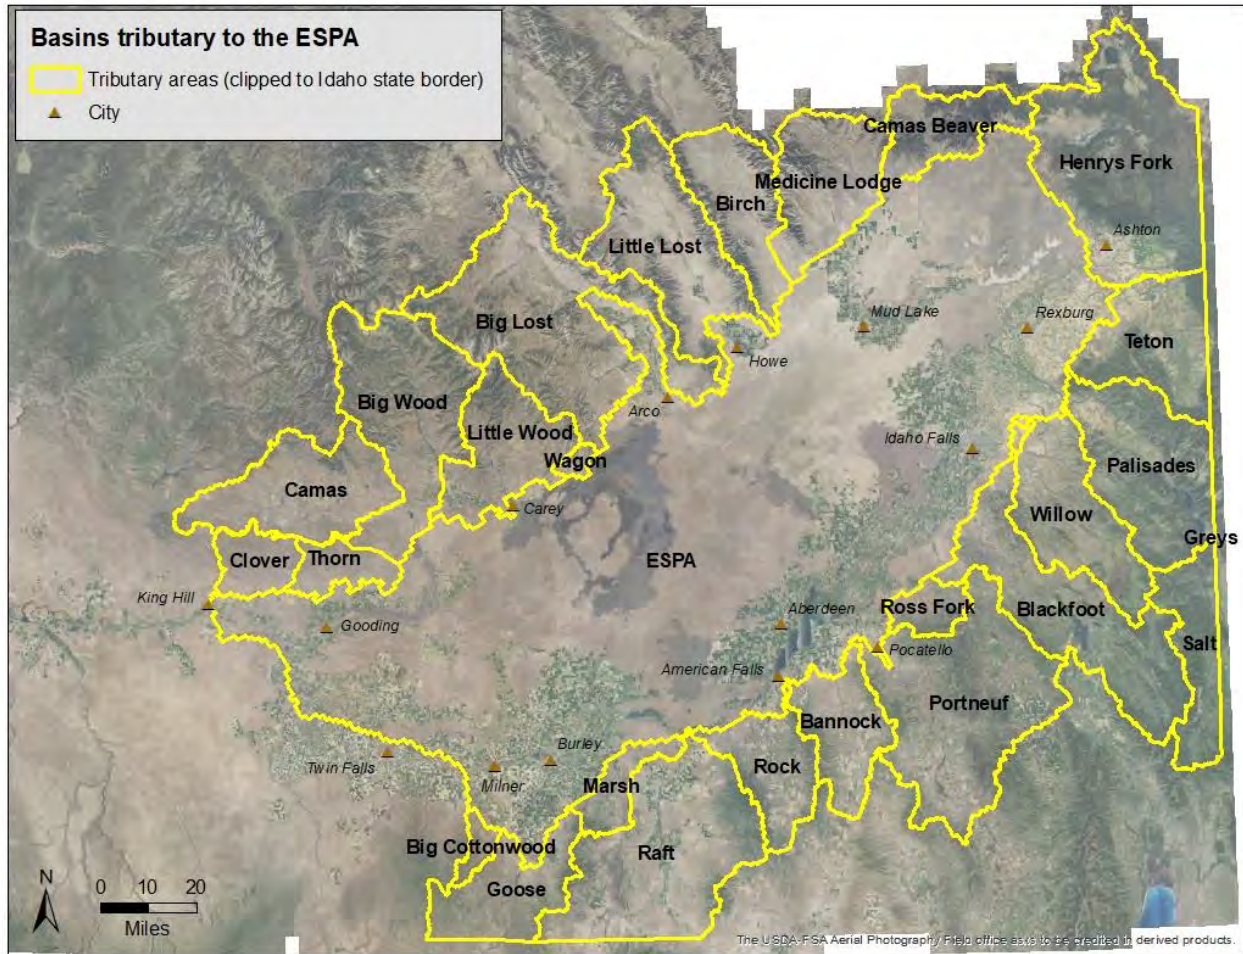 Basins tributary to the ESPA
Tributary areas (clipped to Idaho state border)
City
Camas Beaver
Henrys Fork
Medicine Lodge
Birch
Ashton
Little Lost
Big Lost
Mud Lake
Rexburg
Teton
Howe
Arco
Big Wood
Little Wood
Idaho Falls
Wagon
Palisades
Camas
Carey
Willow
Greys
Clover
Thorn
ESPA
King Hill
Ross Fork
Blackfoot
Aberdeen
Gooding
Salt
Pocatello
American Falls
Portneuf
Bannock
Burley
Twin Falls
Milner
Marsh
Rock
Big Cottonwood
Raft
Goose
N
0 10 20
Miles
The USDA-FSA Aerial Photography Field office asks to be credited in derived products.